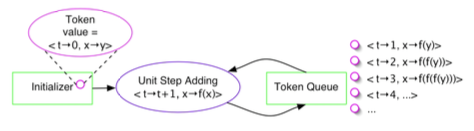 Token
value =
<t→0, x→y>
Initializer
Unit Step Adding
<t→t+1, x→f(x)>
Token Queue
<t→1, x→f(y)>
<t→2, x→f(f(y))>
<t→3, x→f(f(f(y)))>
<t→4, ...>
...